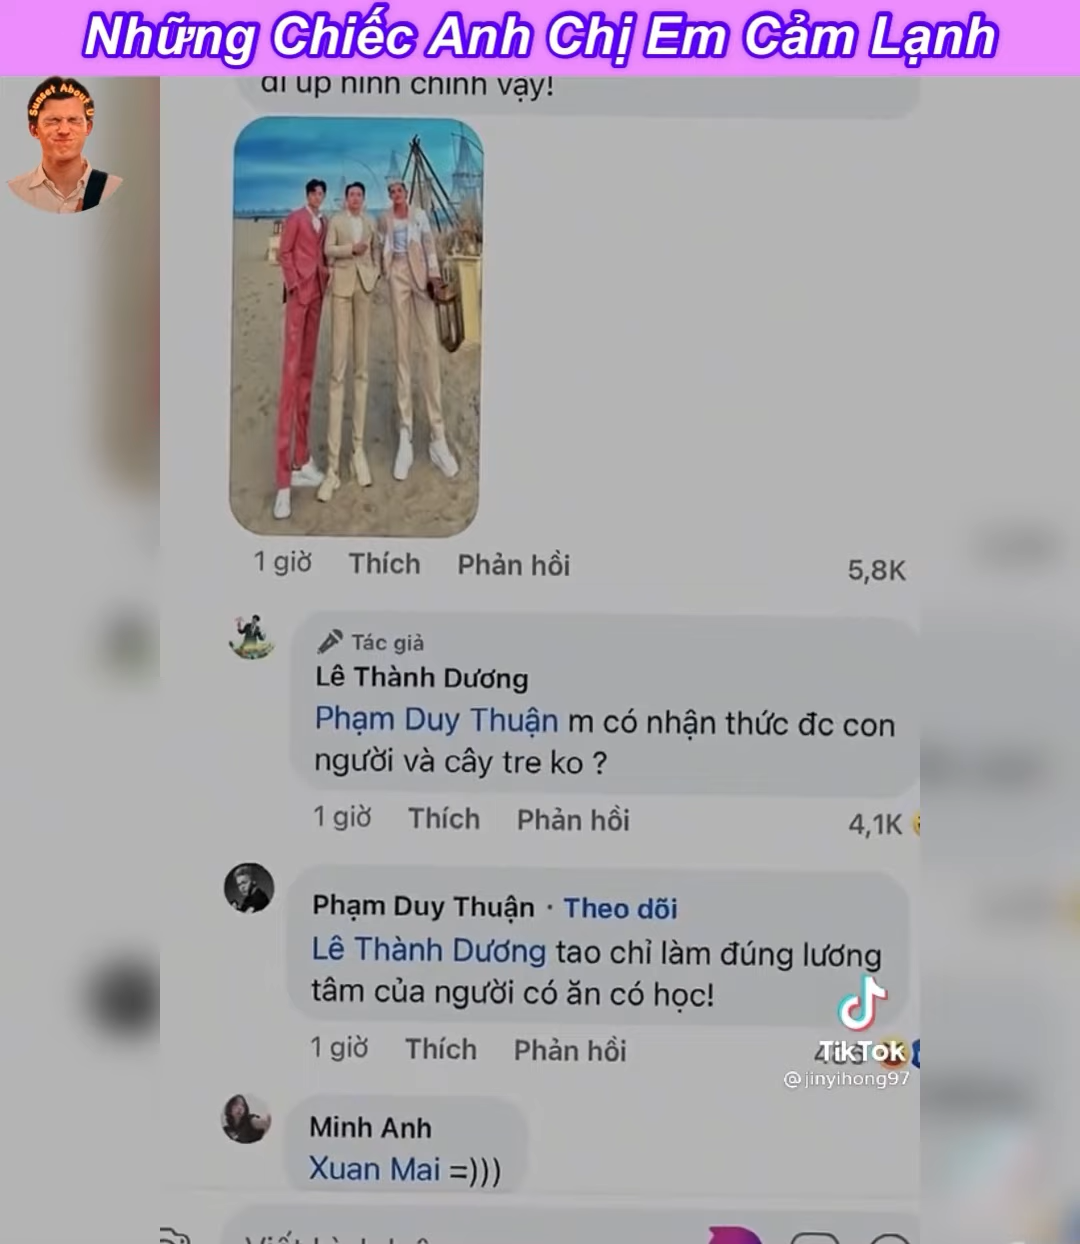 Những Chiếc Anh Chị Em Cảm Lạnh
Sunset About U
đi up hình chỉnh vậy!
1 giờ Thích Phản hồi 5,8K
Tác giả
Lê Thành Dương
Phạm Duy Thuận m có nhận thức đc con
người và cây tre ko ?
1 giờ Thích Phản hồi 4,1K
Phạm Duy Thuận · Theo dõi
Lê Thành Dương tao chỉ làm đúng lương
tâm của người có ăn có học!
1 giờ Thích Phản hồi
TikTok
@jinyihong97
Minh Anh
Xuan Mai =)))